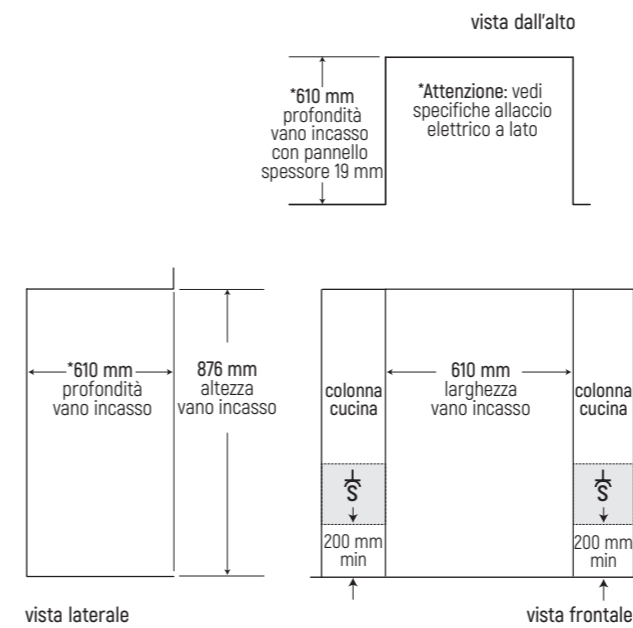 vista dall'alto
*610 mm
profondità
vano incasso
con pannello
spessore 19 mm
*Attenzione: vedi
specifiche allaccio
elettrico a lato
*610 mm
profondità
vano incasso
876 mm
altezza
vano incasso
colonna
cucina
610 mm
larghezza
vano incasso
colonna
cucina
S
200 mm
min
S
200 mm
min
vista laterale
vista frontale